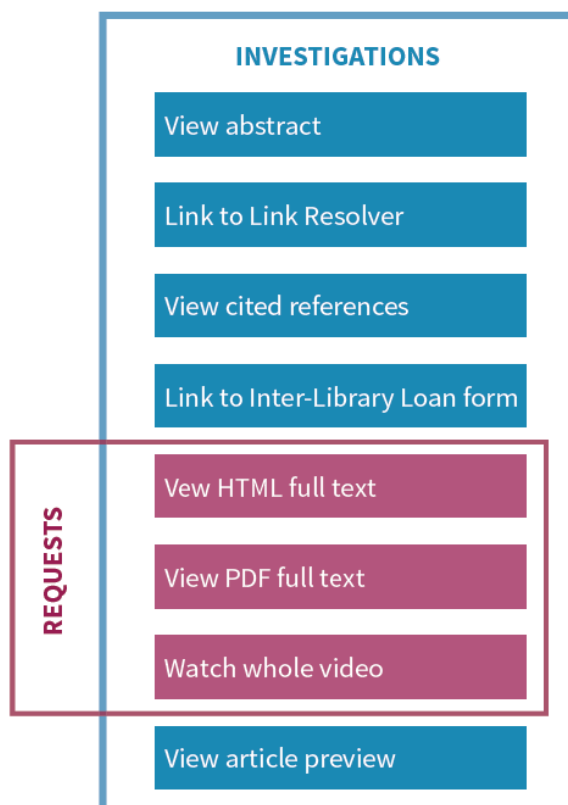 INVESTIGATIONS
View abstract
Link to Link Resolver
View cited references
Link to Inter-Library Loan form
REQUESTS
Vew HTML full text
View PDF full text
Watch whole video
View article preview